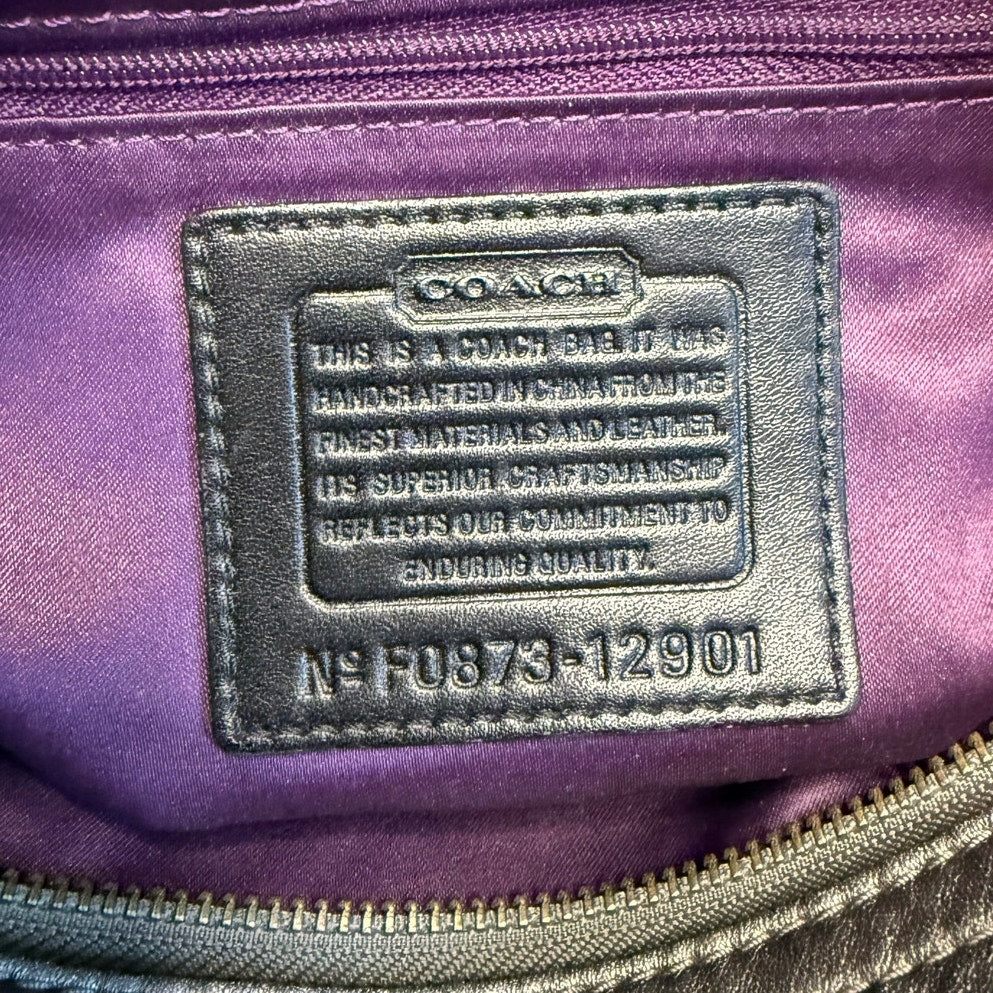 COACH
THIS IS A COACH BAG. IT WAS
HANDCRAFTED IN CHINA FROM THE
FINEST MATERIALS AND LEATHER.
ITS SUPERIOR CRAFTSMANSHIP
REFLECTS OUR COMMITMENT TO
ENDURING QUALITY.
Nº F0873-12901